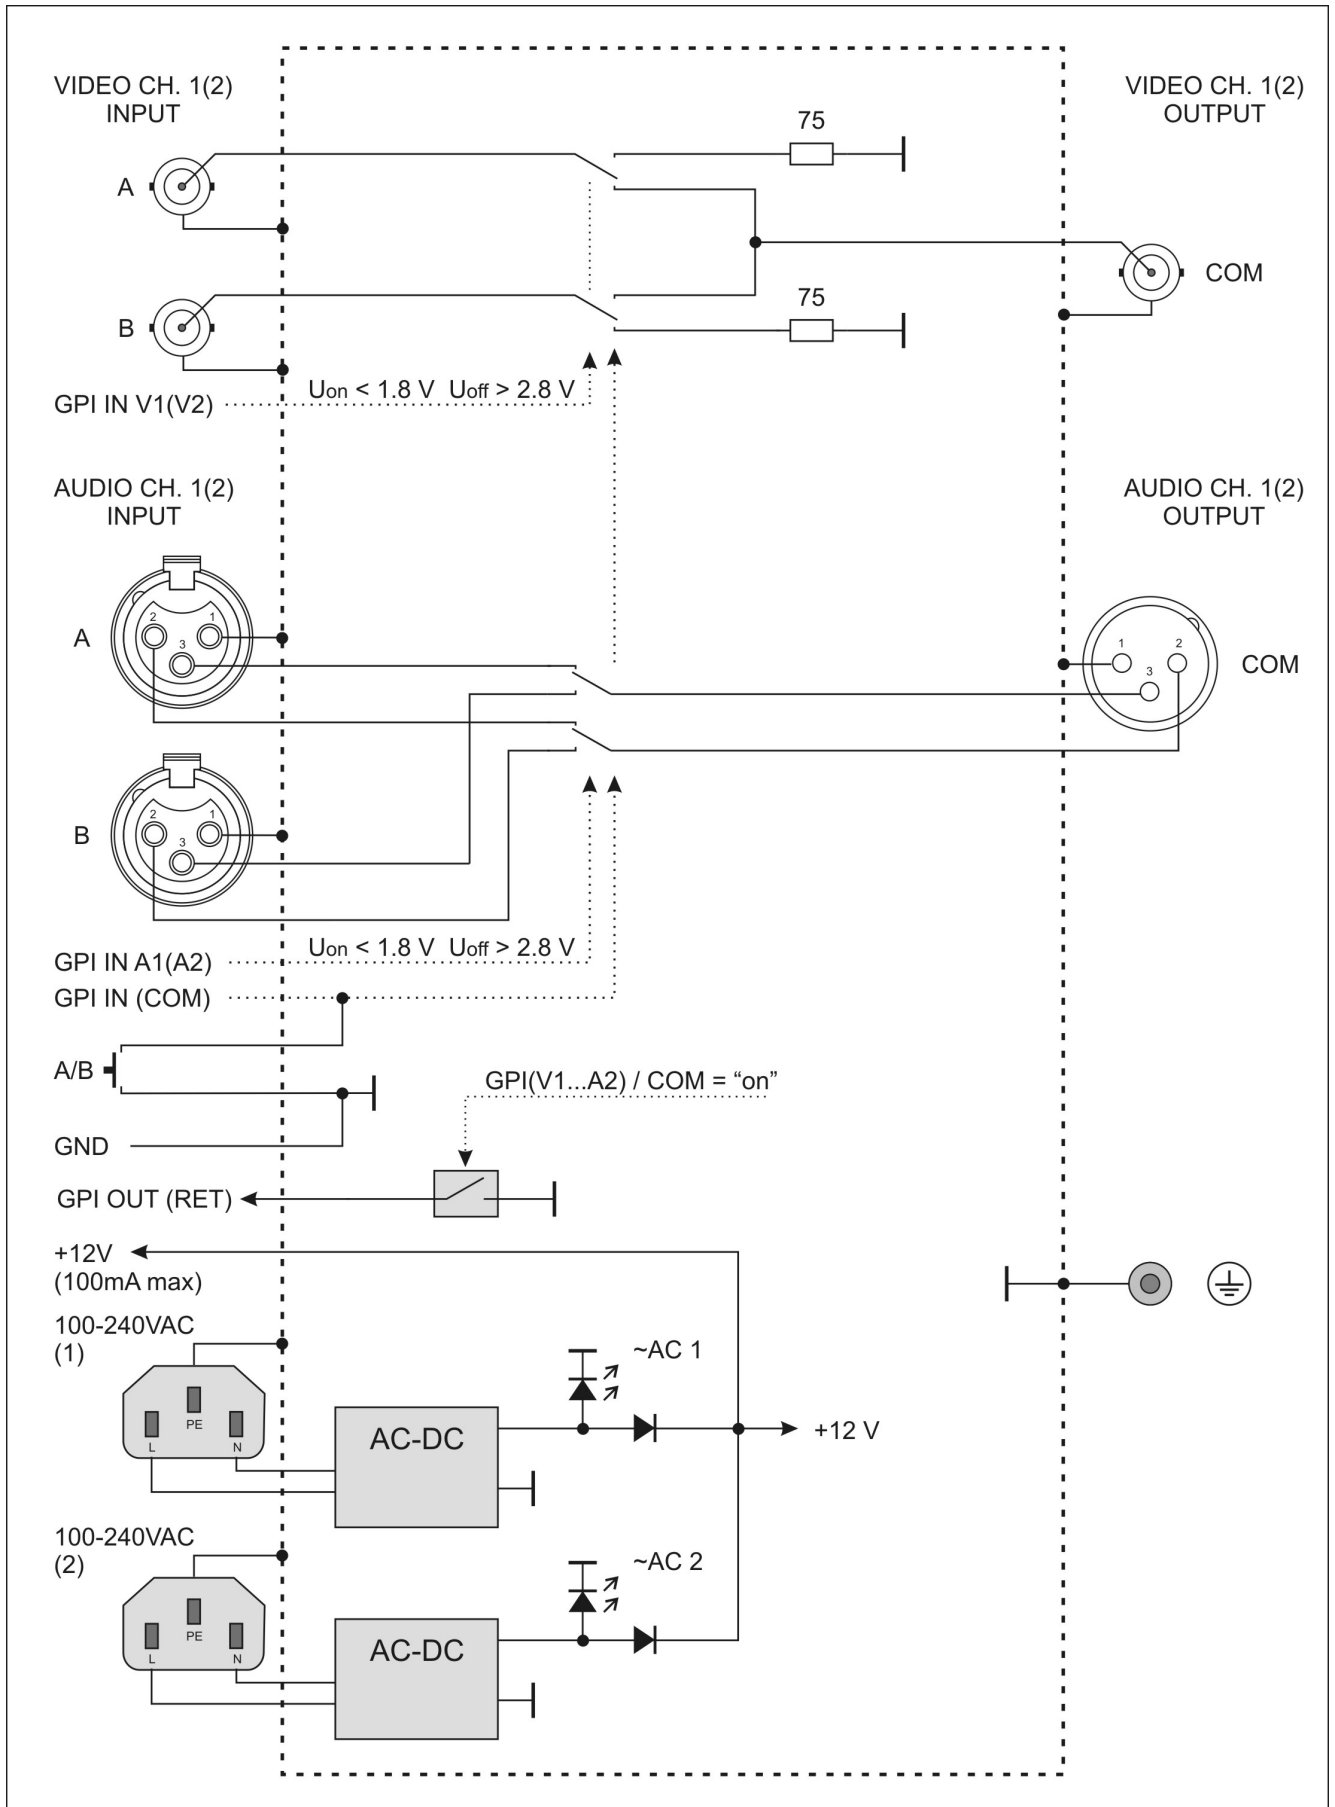 VIDEO CH. 1(2)
INPUT
VIDEO CH. 1(2)
OUTPUT
75
A
COM
75
B
Uon < 1.8 V Uoff > 2.8 V
GPI IN V1(V2)
AUDIO CH. 1(2)
INPUT
AUDIO CH. 1(2)
OUTPUT
2
1
3
A
1
2
3
COM
2
1
3
B
Uon < 1.8 V Uoff > 2.8 V
GPI IN A1(A2)
GPI IN (COM)
A/B
GPI(V1...A2) / COM = “on”
GND
GPI OUT (RET)
+12V
(100mA max)
100-240VAC
(1)
~AC 1
PE
L
N
AC-DC
+12 V
100-240VAC
(2)
~AC 2
PE
L
N
AC-DC